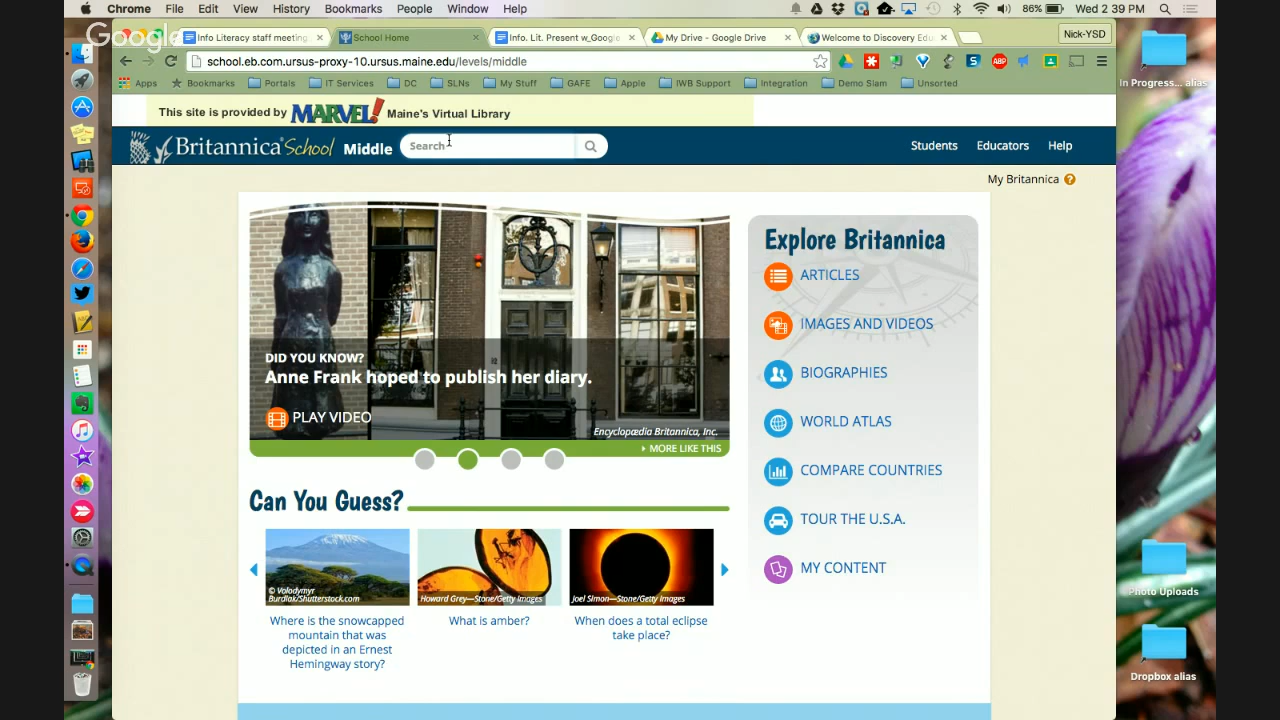 Chrome File Edit View History Bookmarks People Window Help 86% Wed 2 39 PM
Google
Info Literacy staff meeting School Home Info. Lit. Present w_Google My Drive - Google Drive Welcome to Discovery Edu Nick-YSD
school.eb.com.ursus-proxy-10.ursus.maine.edu/levels/middle
Apps Bookmarks Portals IT Services DC SLNs My Stuff GAFE Apple IWB Support Integration Demo Slam Unsorted
In Progress... alias
This site is provided by MARVEL! Maine's Virtual Library
Britannica School Middle Search Students Educators Help
My Britannica ?
DID YOU KNOW?
Anne Frank hoped to publish her diary.
PLAY VIDEO
Encyclopædia Britannica, Inc.
MORE LIKE THIS
Explore Britannica
ARTICLES
IMAGES AND VIDEOS
BIOGRAPHIES
WORLD ATLAS
COMPARE COUNTRIES
TOUR THE U.S.A.
MY CONTENT
Can You Guess?
© Volodymyr
Burdiak/Shutterstock.com
Howard Grey—Stone/Getty Images
Joel Simon—Stone/Getty Images
Where is the snowcapped
mountain that was
depicted in an Ernest
Hemingway story?
What is amber?
When does a total eclipse
take place?
Photo Uploads
Dropbox alias